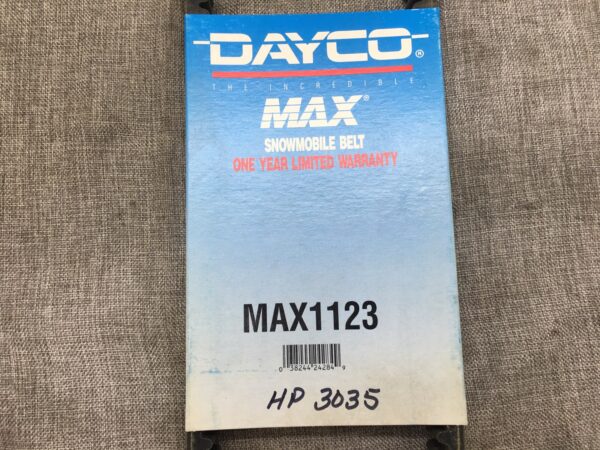 DAYCO®
THE INCREDIBLE
MAX®
SNOWMOBILE BELT
ONE YEAR LIMITED WARRANTY
MAX1123
0 38244 24284 9
HP 3035